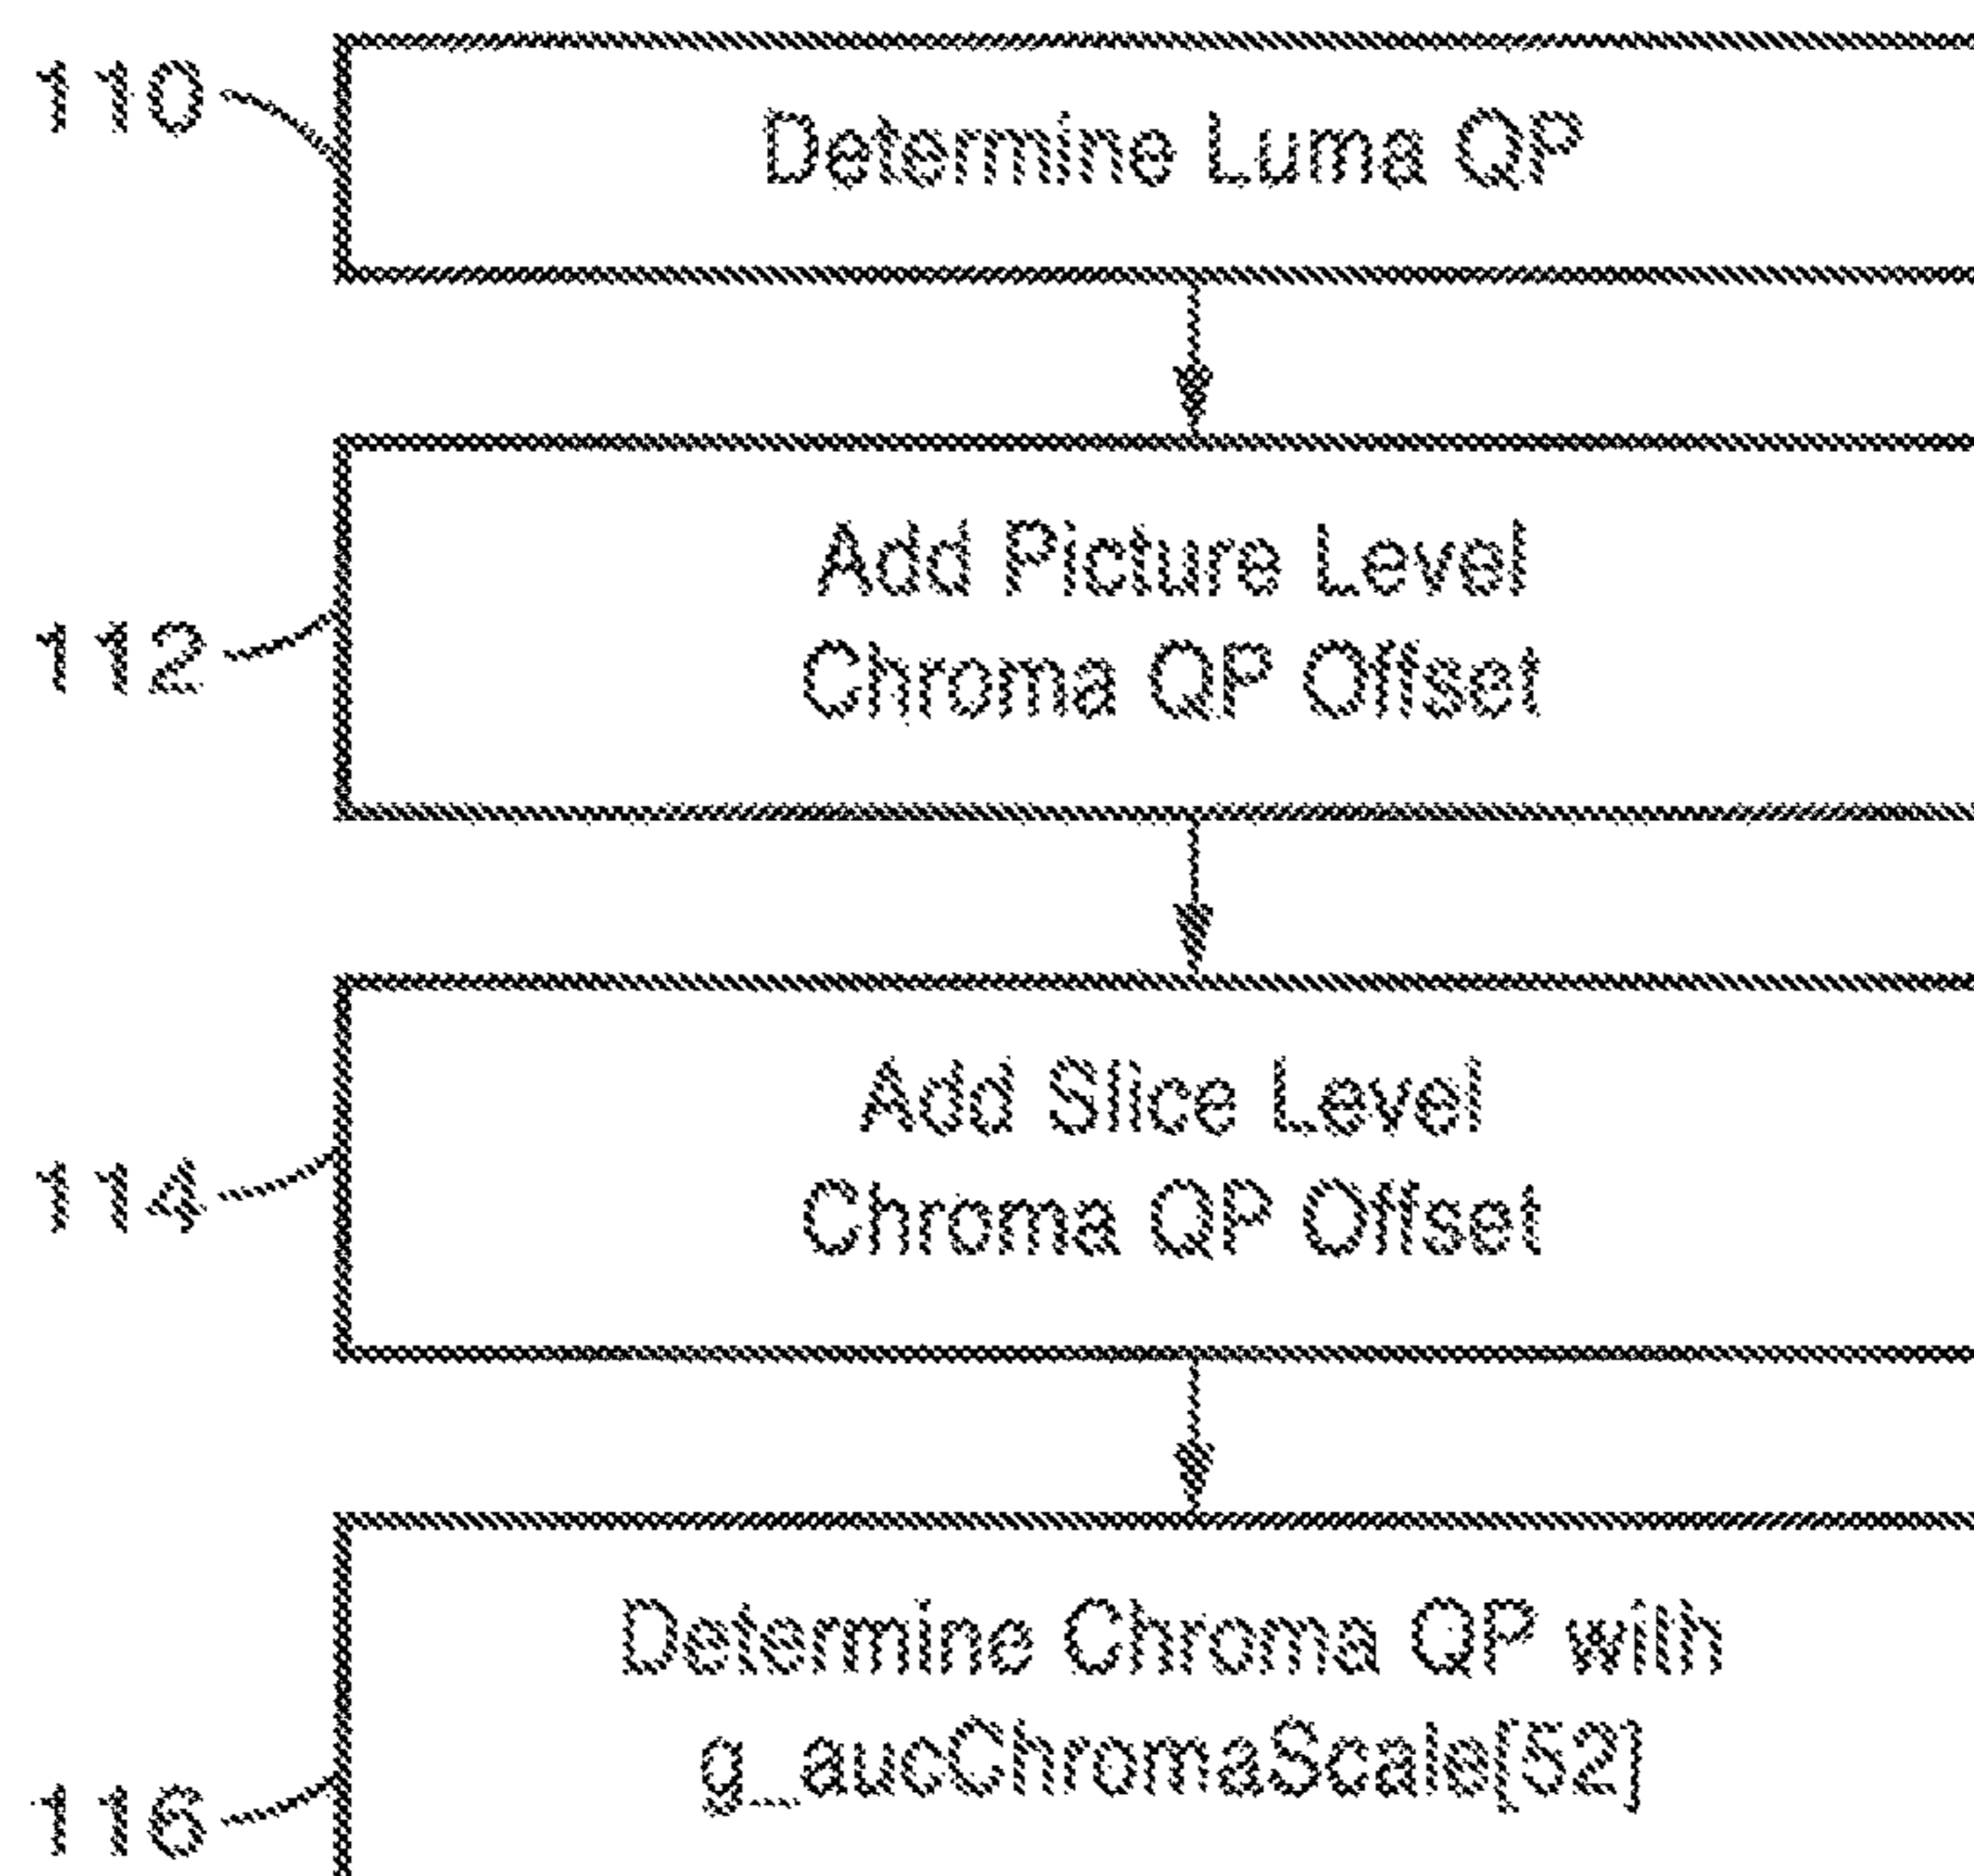 110
Determine Luma QP
112
Add Picture Level
Chroma QP Offset
114
Add Slice Level
Chroma QP Offset
116
Determine Chroma QP with
g_aucChromaScale[52]